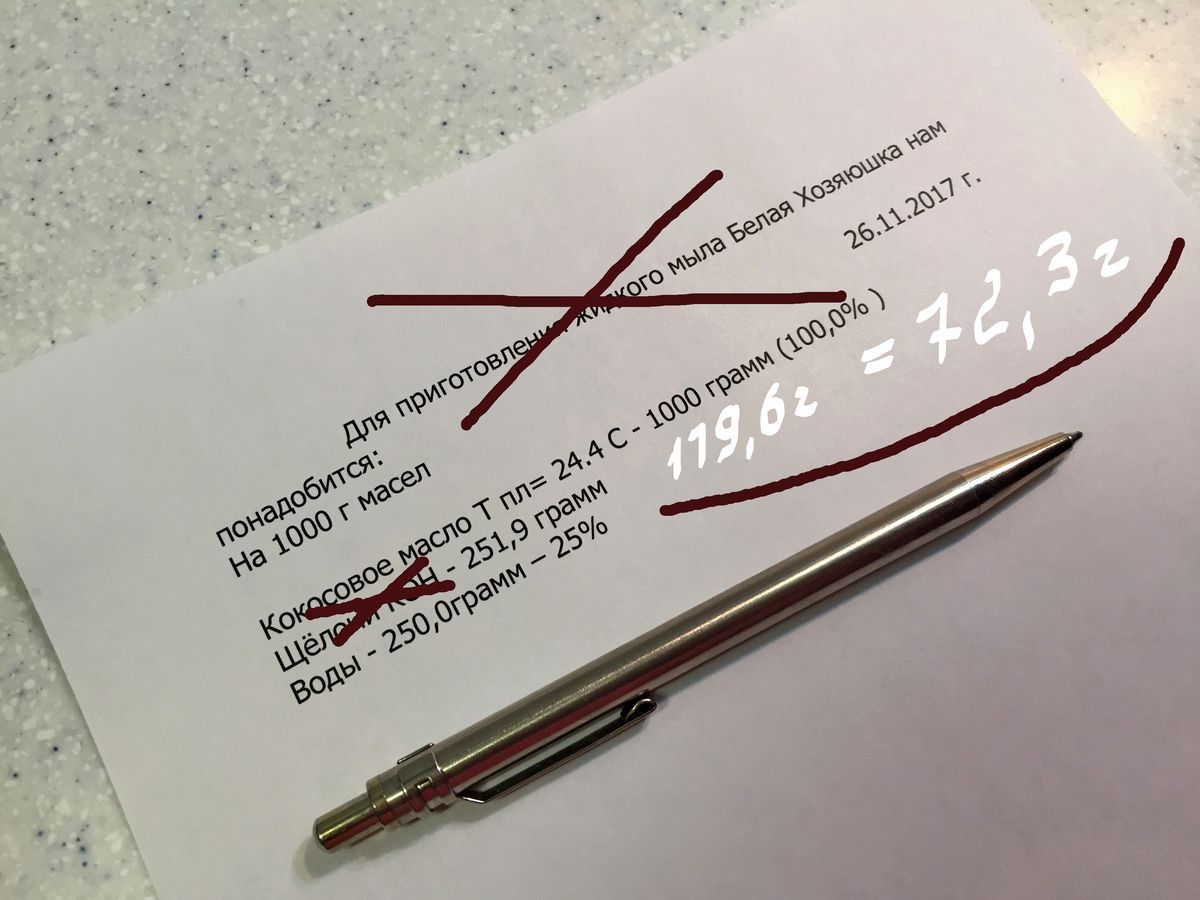 Для приготовления жидкого мыла Белая Хозяюшка нам
понадобится:
26.11.2017 г.
На 1000 г масел
Кокосовое масло Т пл= 24.4 С - 1000 грамм (100,0% )
119,6г = 72,3г
Щёлочи КОН - 251,9 грамм
Воды - 250,0грамм – 25%